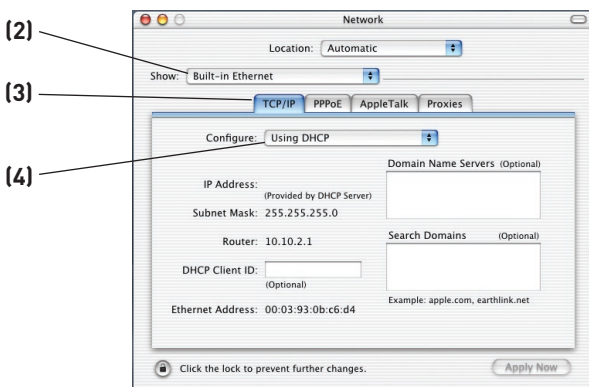 Network
(2)
Location: Automatic
Show: Built-in Ethernet
(3)
TCP/IP PPPoE AppleTalk Proxies
(4)
Configure: Using DHCP
Domain Name Servers (Optional)
IP Address:
(Provided by DHCP Server)
Subnet Mask: 255.255.255.0
Router: 10.10.2.1
Search Domains (Optional)
DHCP Client ID:
(Optional)
Example: apple.com, earthlink.net
Ethernet Address: 00:03:93:0b:c6:d4
Click the lock to prevent further changes.
Apply Now